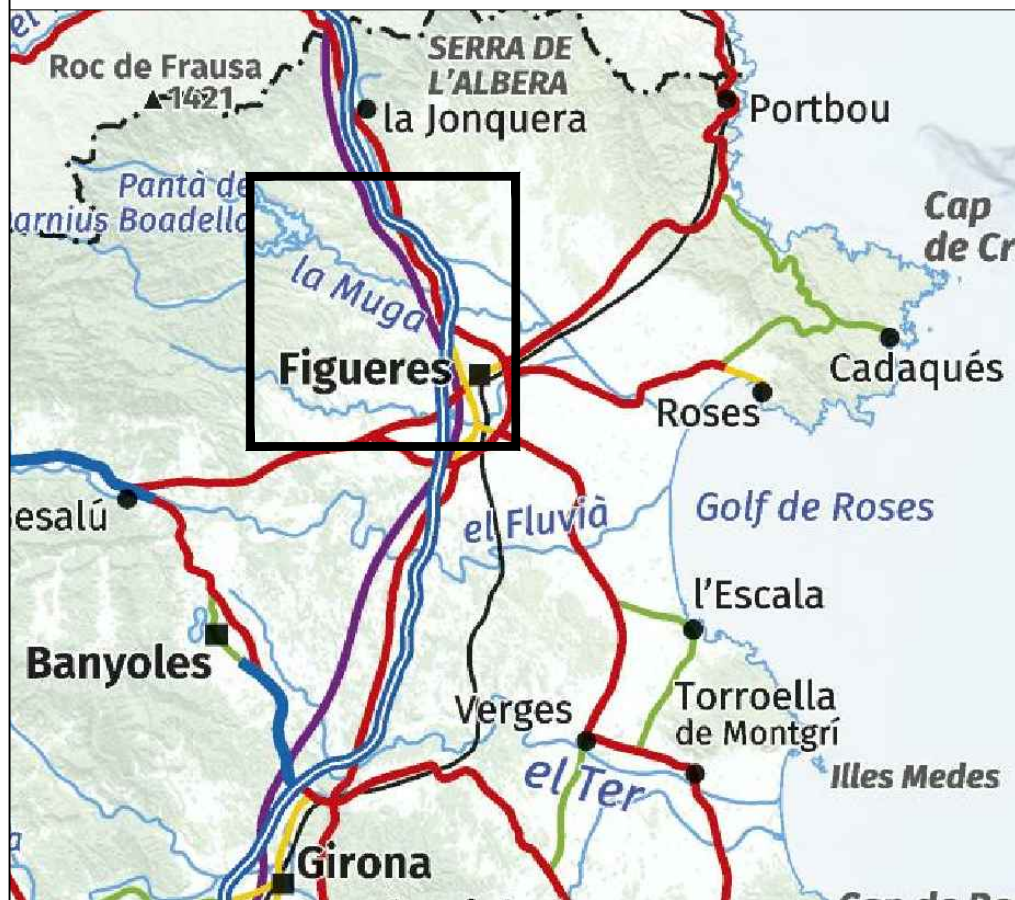 el
Roc de Frausa
1421
SERRA DE
L'ALBERA
la Jonquera
Portbou
Pantà de
arnius Boadella
Cap
de Cr
la Muga
Figueres
Cadaqués
Roses
esalú
el Fluvià
Golf de Roses
l'Escala
Banyoles
Verges
Torroella
de Montgrí
el Ter
Illes Medes
Girona